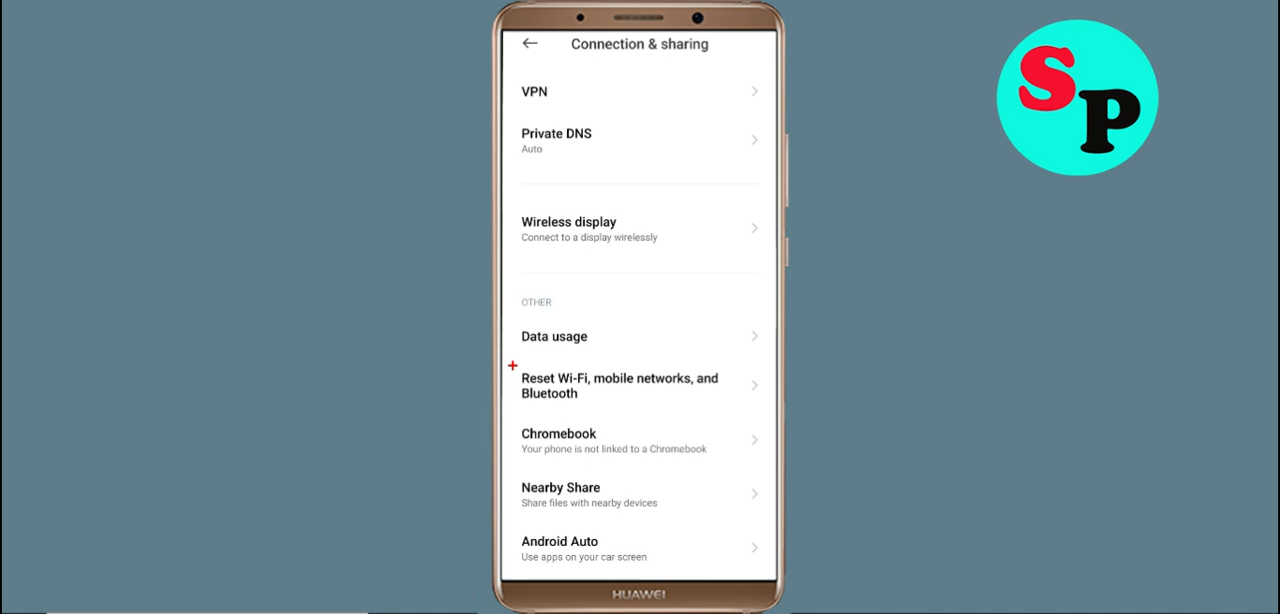 Connection & sharing
VPN
Private DNS
Auto
Wireless display
Connect to a display wirelessly
OTHER
Data usage
Reset Wi-Fi, mobile networks, and
Bluetooth
Chromebook
Your phone is not linked to a Chromebook
Nearby Share
Share files with nearby devices
Android Auto
Use apps on your car screen
HUAWEI
SP